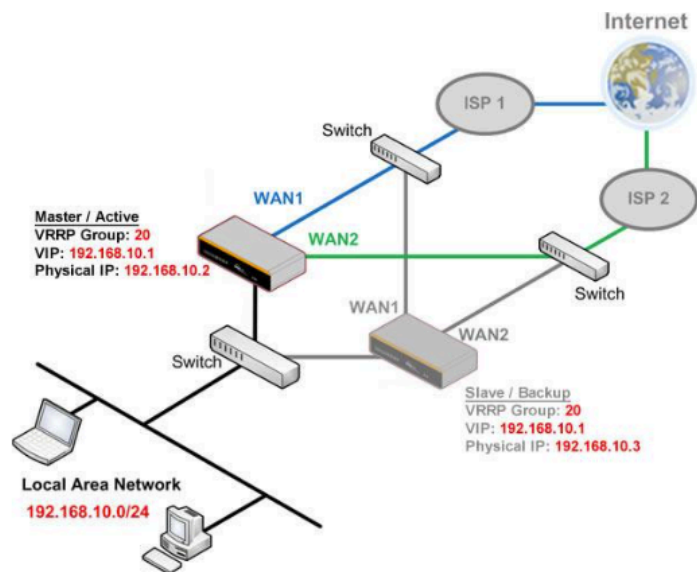 Internet
ISP 1
Switch
WAN1
Master / Active
VRRP Group: 20
VIP: 192.168.10.1
Physical IP: 192.168.10.2
WAN2
ISP 2
Switch
WAN1
WAN2
Switch
Slave / Backup
VRRP Group: 20
VIP: 192.168.10.1
Physical IP: 192.168.10.3
Local Area Network
192.168.10.0/24